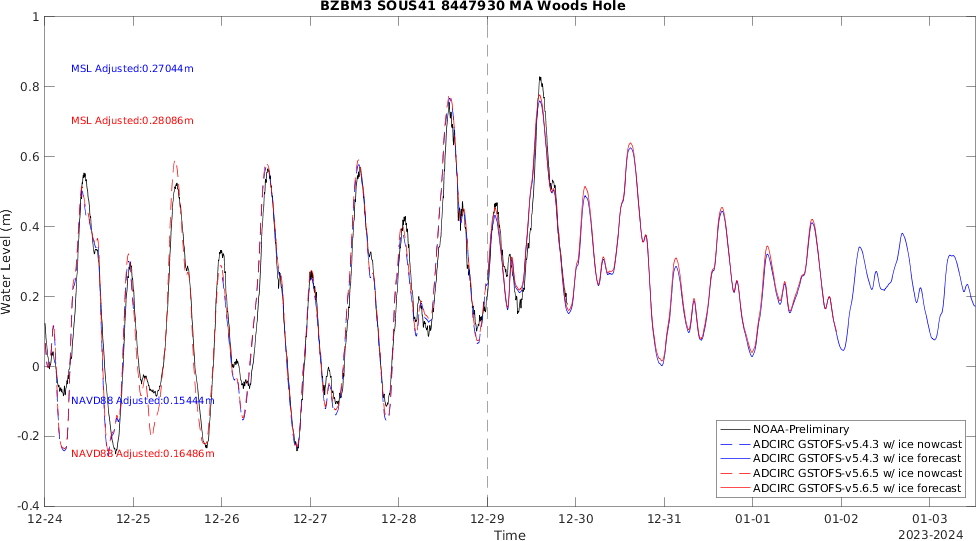 BZBM3 SOUS41 8447930 MA Woods Hole
1
0.8
0.6
0.4
0.2
0
-0.2
-0.4
Water Level (m)
MSL Adjusted:0.27044m
MSL Adjusted:0.28086m
NAVD88 Adjusted:0.15444m
NAVD88 Adjusted:0.16486m
NOAA-Preliminary
ADCIRC GSTOFS-v5.4.3 w/ ice nowcast
ADCIRC GSTOFS-v5.4.3 w/ ice forecast
ADCIRC GSTOFS-v5.6.5 w/ ice nowcast
ADCIRC GSTOFS-v5.6.5 w/ ice forecast
12-24 12-25 12-26 12-27 12-28 12-29 12-30 12-31 01-01 01-02 01-03
Time
2023-2024